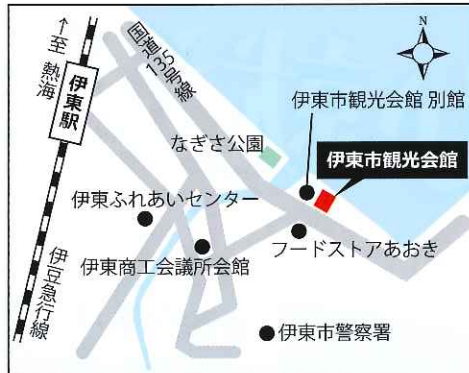 ←至 熱海
伊東駅
国道135号線
N
伊東市観光会館 別館
なぎさ公園
伊東市観光会館
伊東ふれあいセンター
フードストアあおき
伊東商工会議所会館
伊豆急行線
伊東市警察署